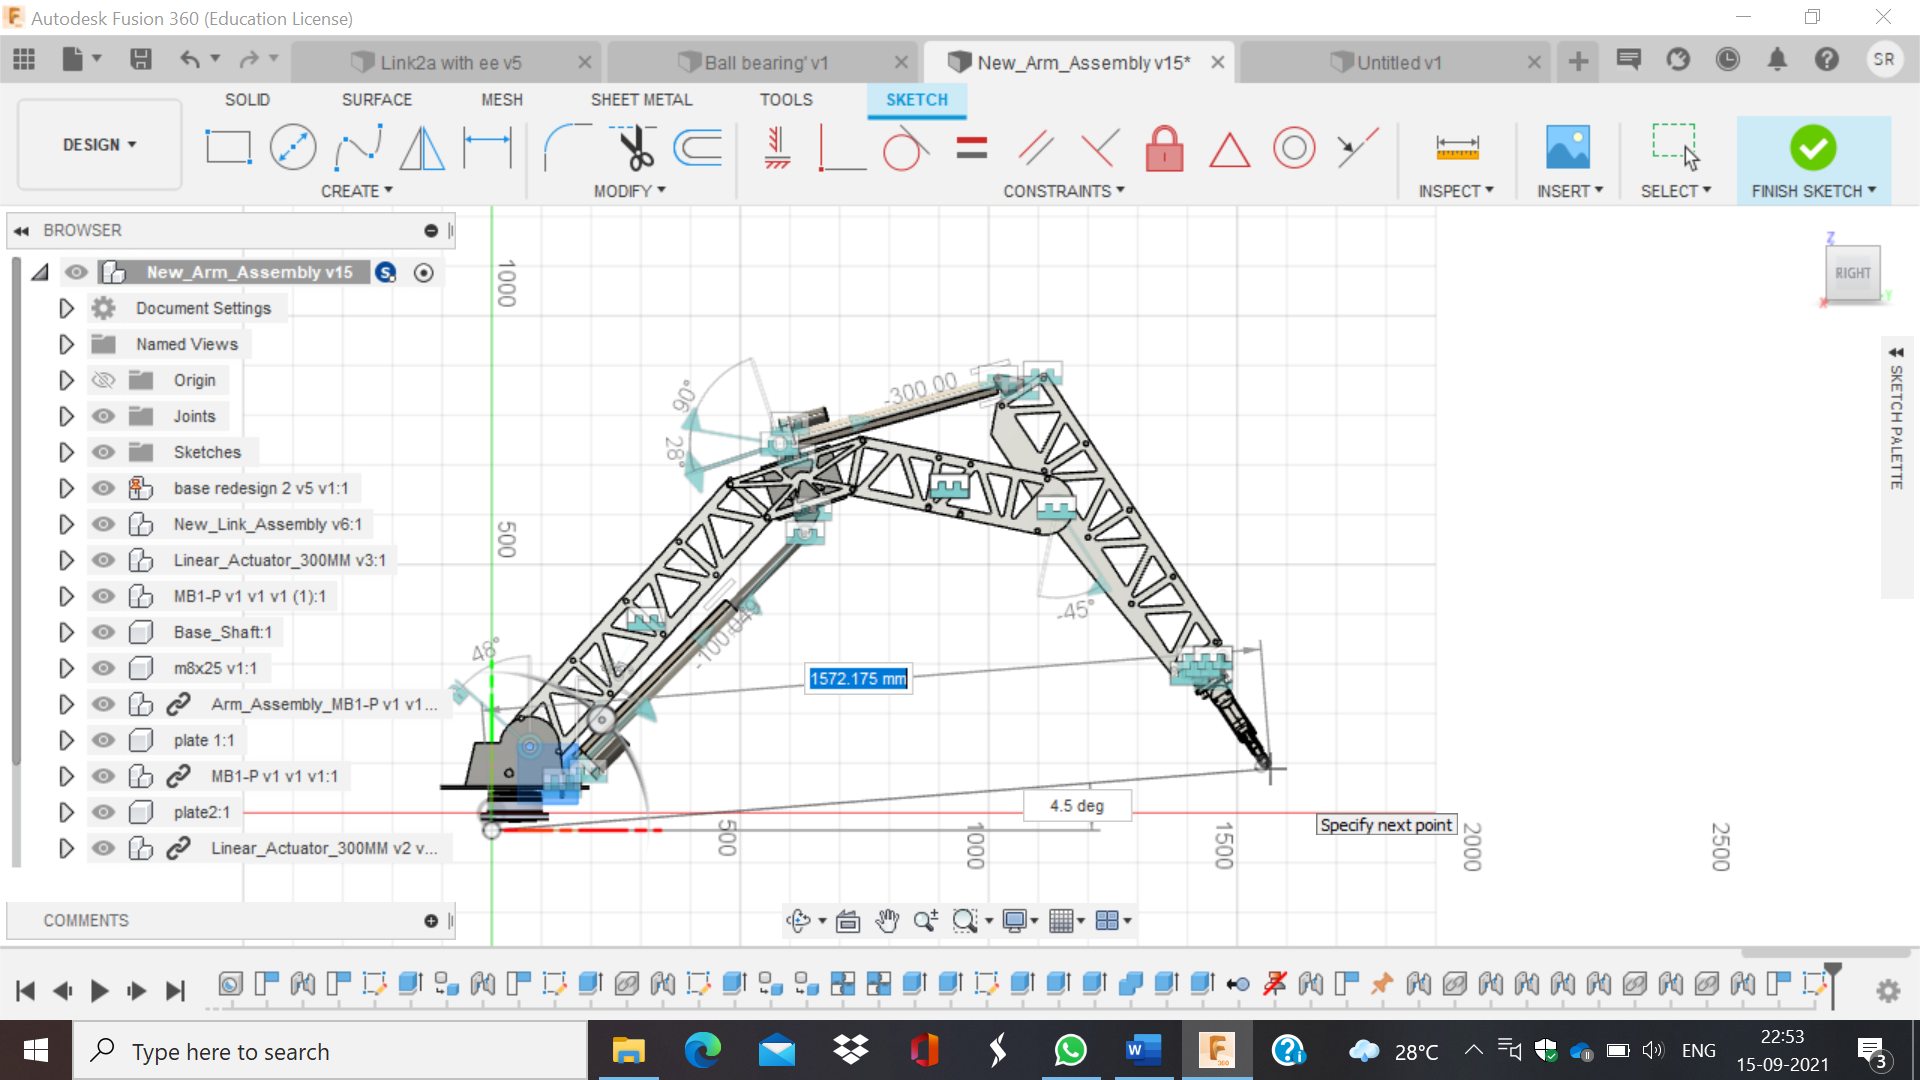 Autodesk Fusion 360 (Education License)
Link2a with ee v5
Ball bearing' v1
New_Arm_Assembly v15*
Untitled v1
SR
DESIGN
SOLID
SURFACE
MESH
SHEET METAL
TOOLS
SKETCH
CREATE
MODIFY
CONSTRAINTS
INSPECT
INSERT
SELECT
FINISH SKETCH
BROWSER
New_Arm_Assembly v15
S
Document Settings
Named Views
Origin
Joints
Sketches
base redesign 2 v5 v1:1
New_Link_Assembly v6:1
Linear_Actuator_300MM v3:1
MB1-P v1 v1 v1 (1):1
Base_Shaft:1
m8x25 v1:1
Arm_Assembly_MB1-P v1 v1...
plate 1:1
MB1-P v1 v1 v1:1
plate2:1
Linear_Actuator_300MM v2 v...
COMMENTS
1000
500
90°
28°
-300.00
-45°
48°
-100.04
1572.175 mm
4.5 deg
Specify next point
500
1000
1500
2000
2500
Z
RIGHT
X
Y
SKETCH PALETTE
Type here to search
28°C
ENG
22:53
15-09-2021
3